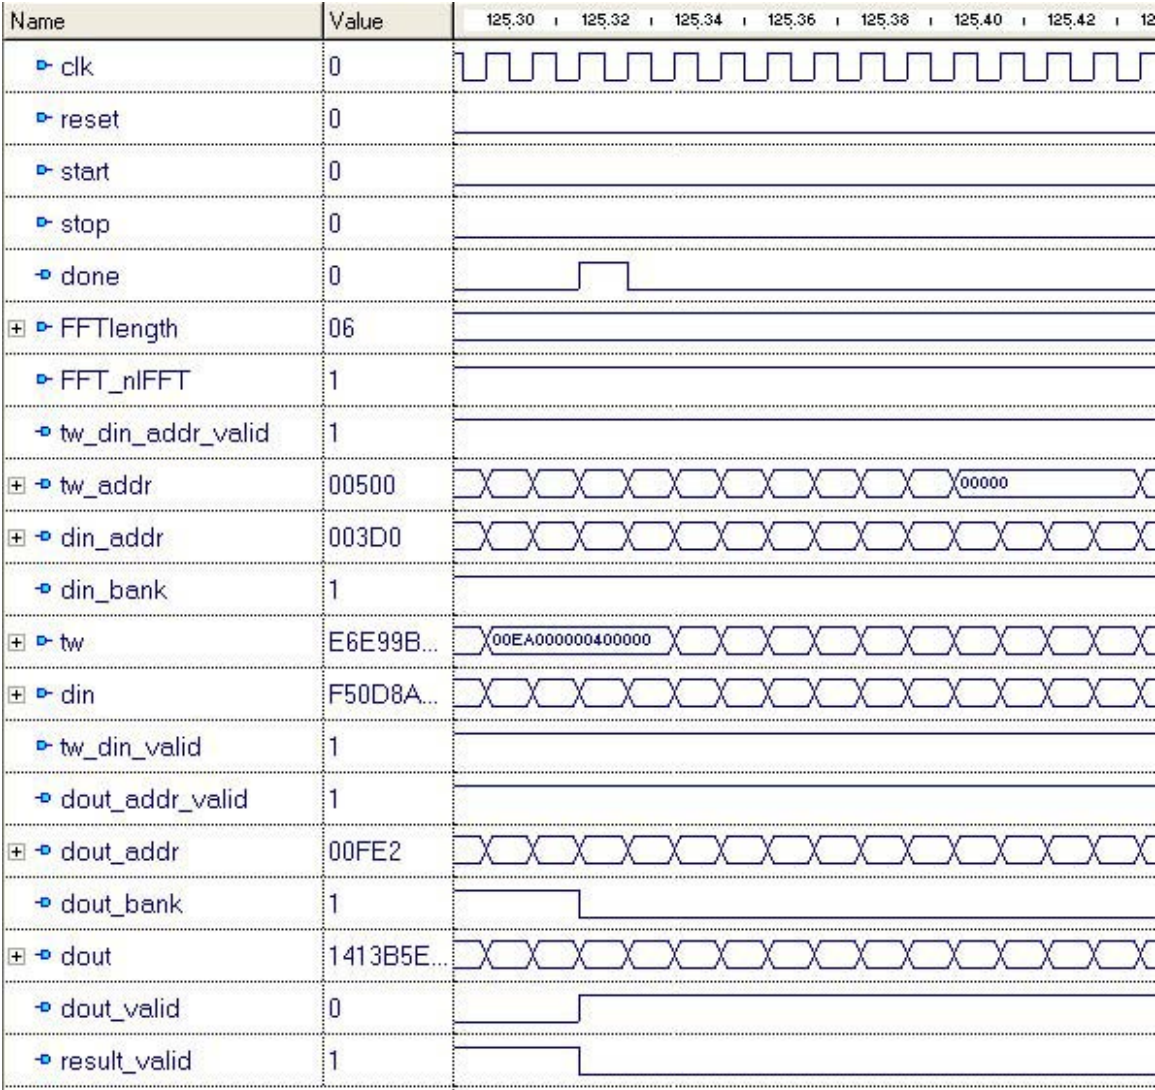 Name Value 125.30 125.32 125.34 125.36 125.38 125.40 125.42 12
clk 0
reset 0
start 0
stop 0
done 0
FFTlength 06
FFT_nIFFT 1
tw_din_addr_valid 1
tw_addr 00500 00000
din_addr 003D0
din_bank 1
tw E6E99B... 00EA000000400000
din F50D8A...
tw_din_valid 1
dout_addr_valid 1
dout_addr 00FE2
dout_bank 1
dout 1413B5E...
dout_valid 0
result_valid 1